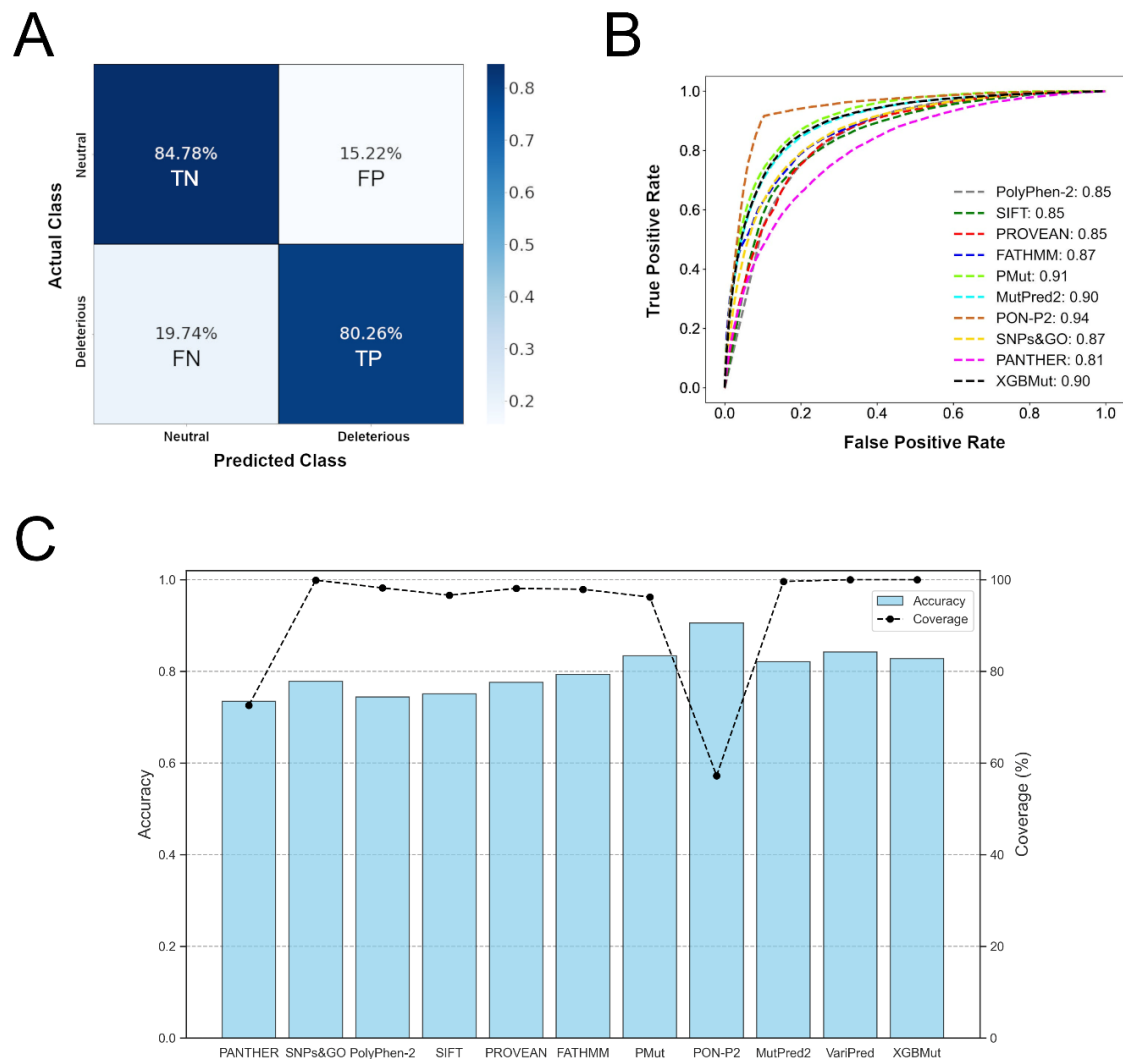 A
Actual Class
Neutral
Deleterious
84.78%
TN
15.22%
FP
19.74%
FN
80.26%
TP
Neutral
Deleterious
Predicted Class
0.8
0.7
0.6
0.5
0.4
0.3
0.2
B
True Positive Rate
1.0
0.8
0.6
0.4
0.2
0.0
PolyPhen-2: 0.85
SIFT: 0.85
PROVEAN: 0.85
FATHMM: 0.87
PMut: 0.91
MutPred2: 0.90
PON-P2: 0.94
SNPs&GO: 0.87
PANTHER: 0.81
XGBMut: 0.90
0.0
0.2
0.4
0.6
0.8
1.0
False Positive Rate
C
Accuracy
1.0
0.8
0.6
0.4
0.2
0.0
Accuracy
Coverage
100
80
60
40
20
0
Coverage (%)
PANTHER
SNPs&GO
PolyPhen-2
SIFT
PROVEAN
FATHMM
PMut
PON-P2
MutPred2
VariPred
XGBMut